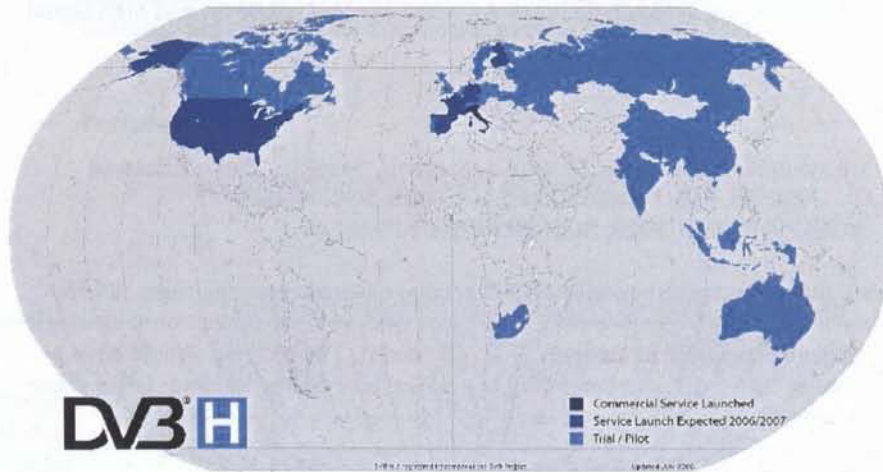 DVB® H
Commercial Service Launched
Service Launch Expected 2006/2007
Trial / Pilot